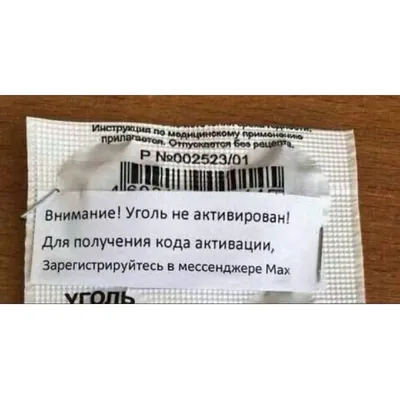 Инструкция по медицинскому применению
прилагается. Отпускается без рецепта.
Р №002523/01
Внимание! Уголь не активирован!
Для получения кода активации,
Зарегистрируйтесь в мессенджере Max
УГОЛЬ